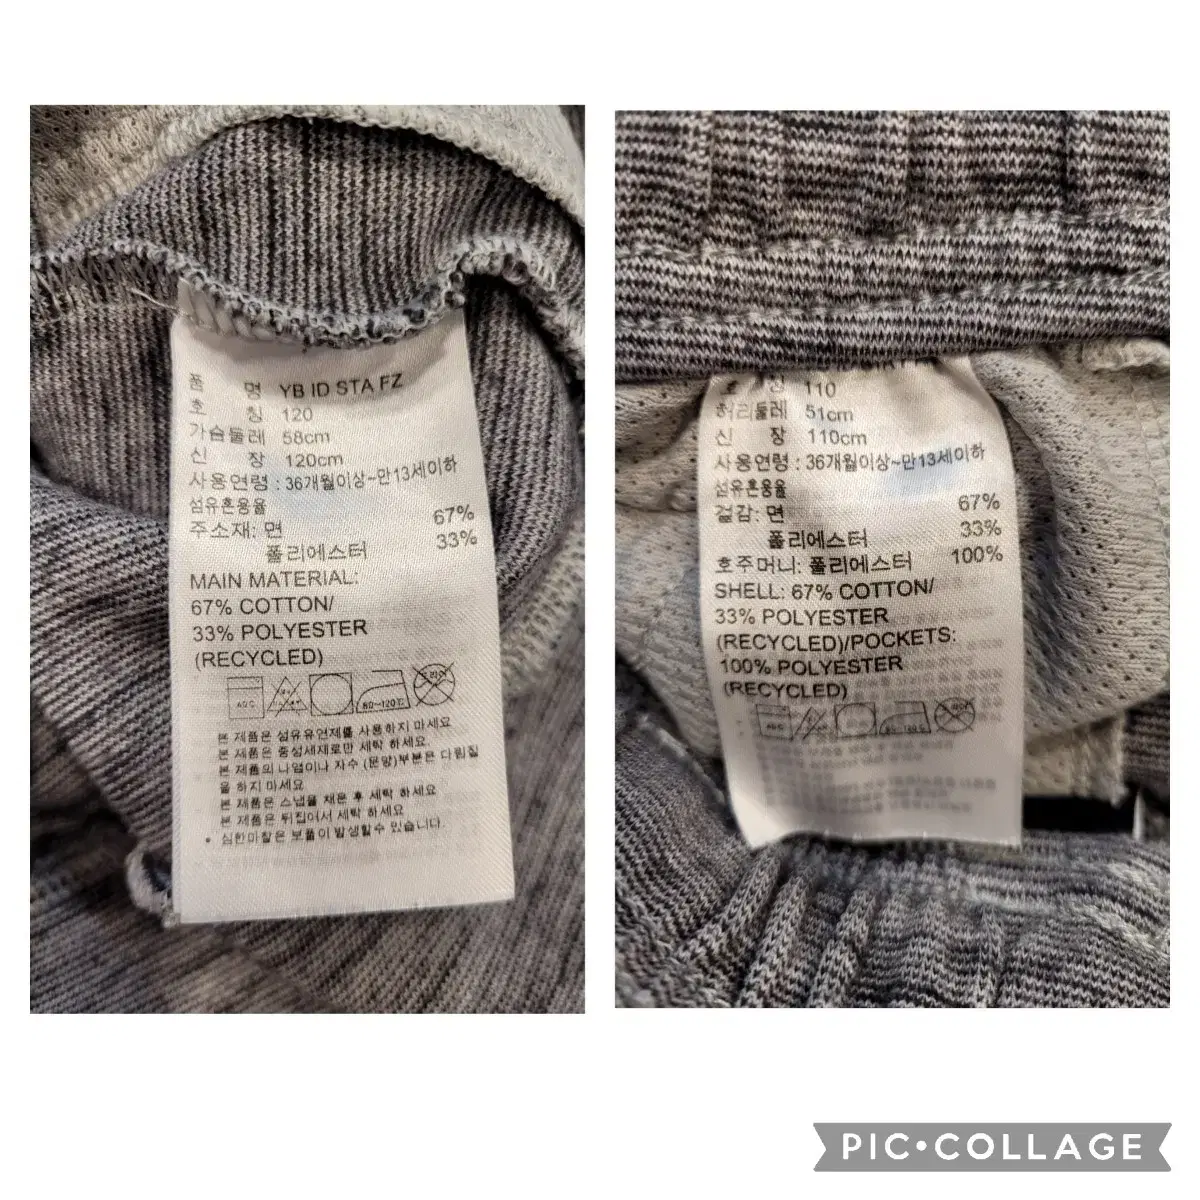 품 명 YB ID STA FZ
호 칭 120
가슴둘레 58cm
신 장 120cm
사용연령 : 36개월이상~만13세이하
섬유혼용율
주소재: 면 67%
폴리에스터 33%
MAIN MATERIAL:
67% COTTON/
33% POLYESTER
(RECYCLED)
40℃
80~120℃
드라이
본 제품은 섬유유연제를 사용하지 마세요
본 제품은 중성세제로만 세탁 하세요.
본 제품의 나염이나 자수 (문양)부분은 다림질
을 하지 마세요
본 제품은 스냅을 채운 후 세탁 하세요
본 제품은 뒤집어서 세탁 하세요
• 심한마찰은 보풀이 발생할수 있습니다.
호 칭 110
허리둘레 51cm
신 장 110cm
사용연령 : 36개월이상~만13세이하
섬유혼용율
겉감: 면 67%
폴리에스터 33%
호주머니: 폴리에스터 100%
SHELL: 67% COTTON/
33% POLYESTER
(RECYCLED)/POCKETS:
100% POLYESTER
(RECYCLED)
PIC•COLLAGE